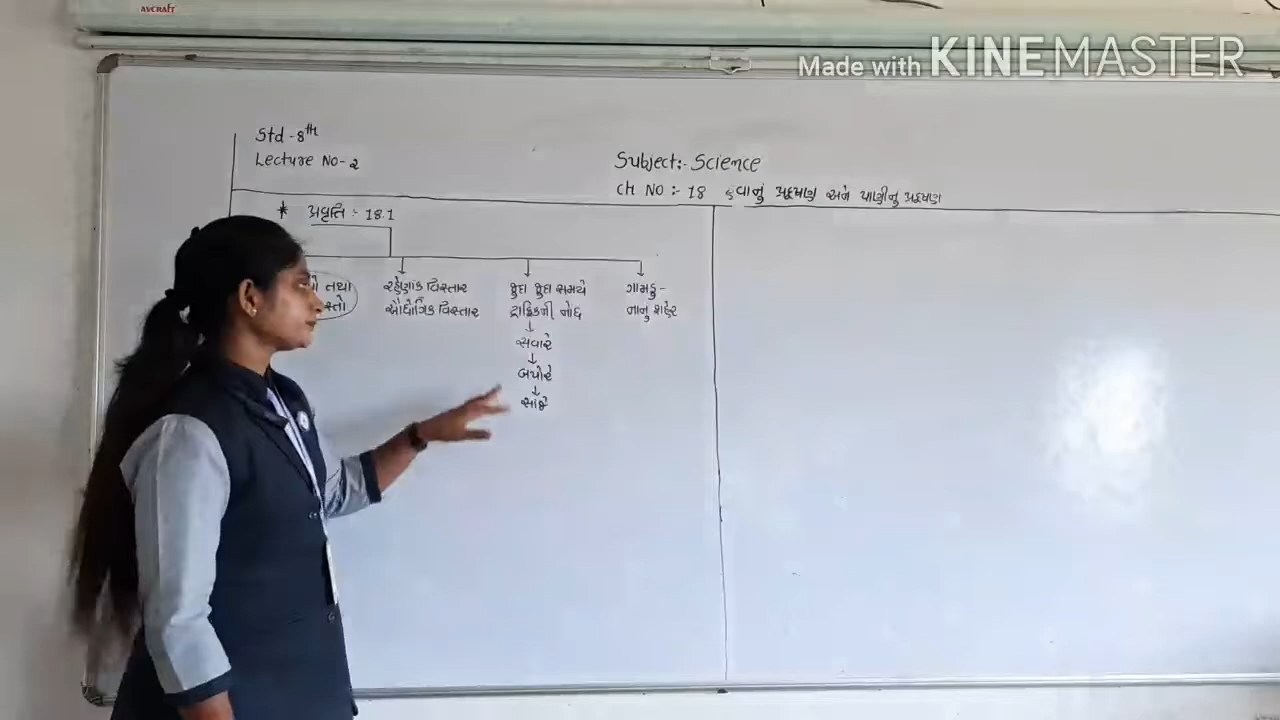 AVCRAFT
Made with KINEMASTER
Std - 8th
Lecture NO - 2
Subject:- Science
CH NO :- 18 હવાનું પ્રદૂષણ અને પાણીનું પ્રદૂષણ
* પ્રવૃતિ :- 18.1
તથા
રહેણાક વિસ્તાર
ઔદ્યોગિક વિસ્તાર
જુદા જુદા સમયે
ટ્રાફિકની નોંધ
સવારે
બપોરે
સાંજે
ગામડુ -
નાનુ શહેર